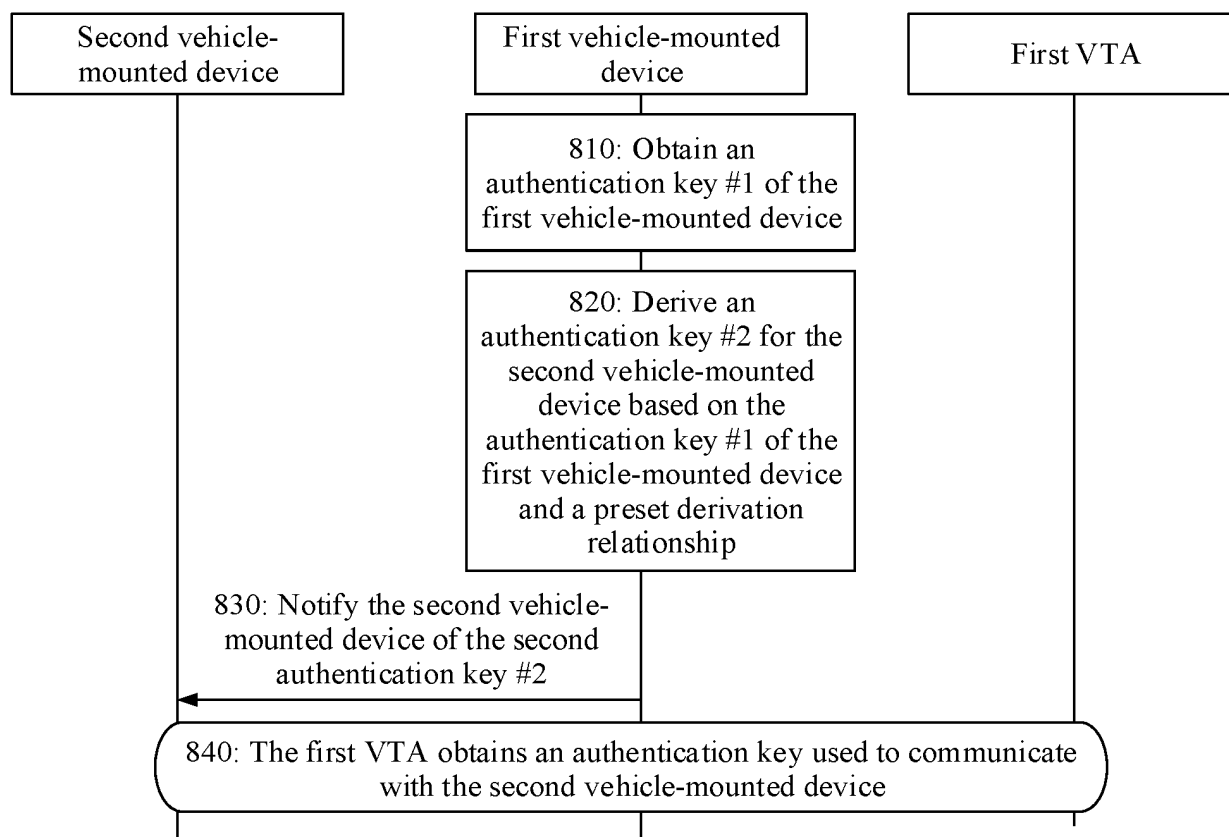 Second vehicle-
mounted device
First vehicle-mounted
device
First VTA
810: Obtain an
authentication key #1 of the
first vehicle-mounted device
820: Derive an
authentication key #2 for the
second vehicle-mounted
device based on the
authentication key #1 of the
first vehicle-mounted device
and a preset derivation
relationship
830: Notify the second vehicle-
mounted device of the second
authentication key #2
840: The first VTA obtains an authentication key used to communicate
with the second vehicle-mounted device